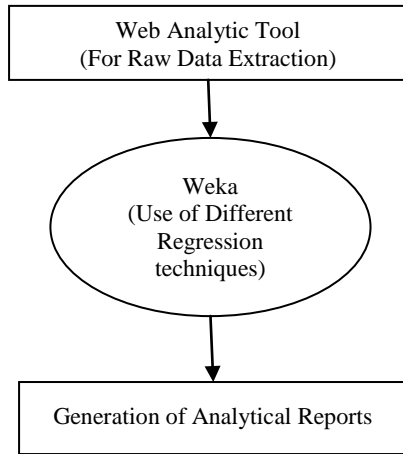 Web Analytic Tool
(For Raw Data Extraction)
Weka
(Use of Different
Regression
techniques)
Generation of Analytical Reports